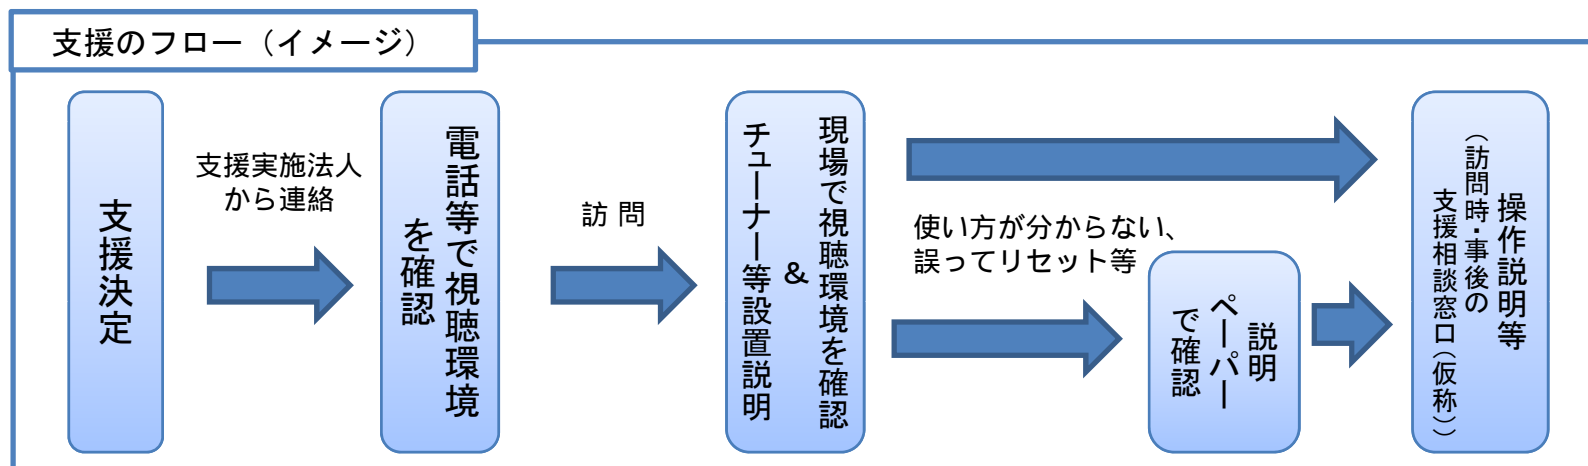 支援のフロー（イメージ）
支援決定
支援実施法人
から連絡
電話等で視聴環境
を確認
訪 問
現場で視聴環境を確認
&
チューナー等設置説明
使い方が分からない、
誤ってリセット等
説明
ペーパー
で確認
操作説明等
（訪問時・事後の
支援相談窓口（仮称））